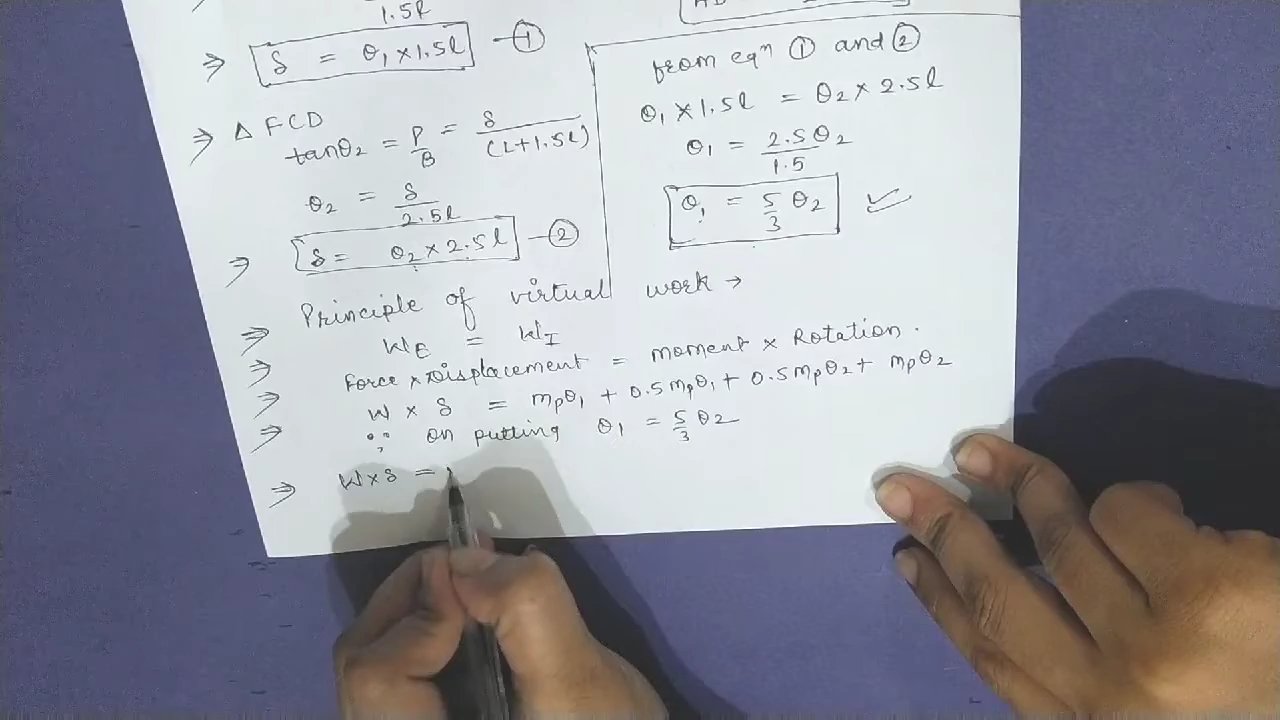 1.5l
⇒ δ = θ₁ × 1.5l —①
⇒ Δ FCD
tanθ₂ = P/B = δ/(L+1.5l)
θ₂ = δ/2.5l
⇒ δ = θ₂ × 2.5l —②
from eqⁿ ① and ②
θ₁ × 1.5l = θ₂ × 2.5l
θ₁ = 2.5θ₂/1.5
θ₁ = 5/3 θ₂ ✓
⇒ Principle of virtual work →
⇒ WE = WI
⇒ Force × Displacement = moment × Rotation.
⇒ W × δ = mpθ₁ + 0.5mpθ₁ + 0.5mpθ₂ + mpθ₂
on putting θ₁ = 5/3 θ₂
⇒ W×δ =